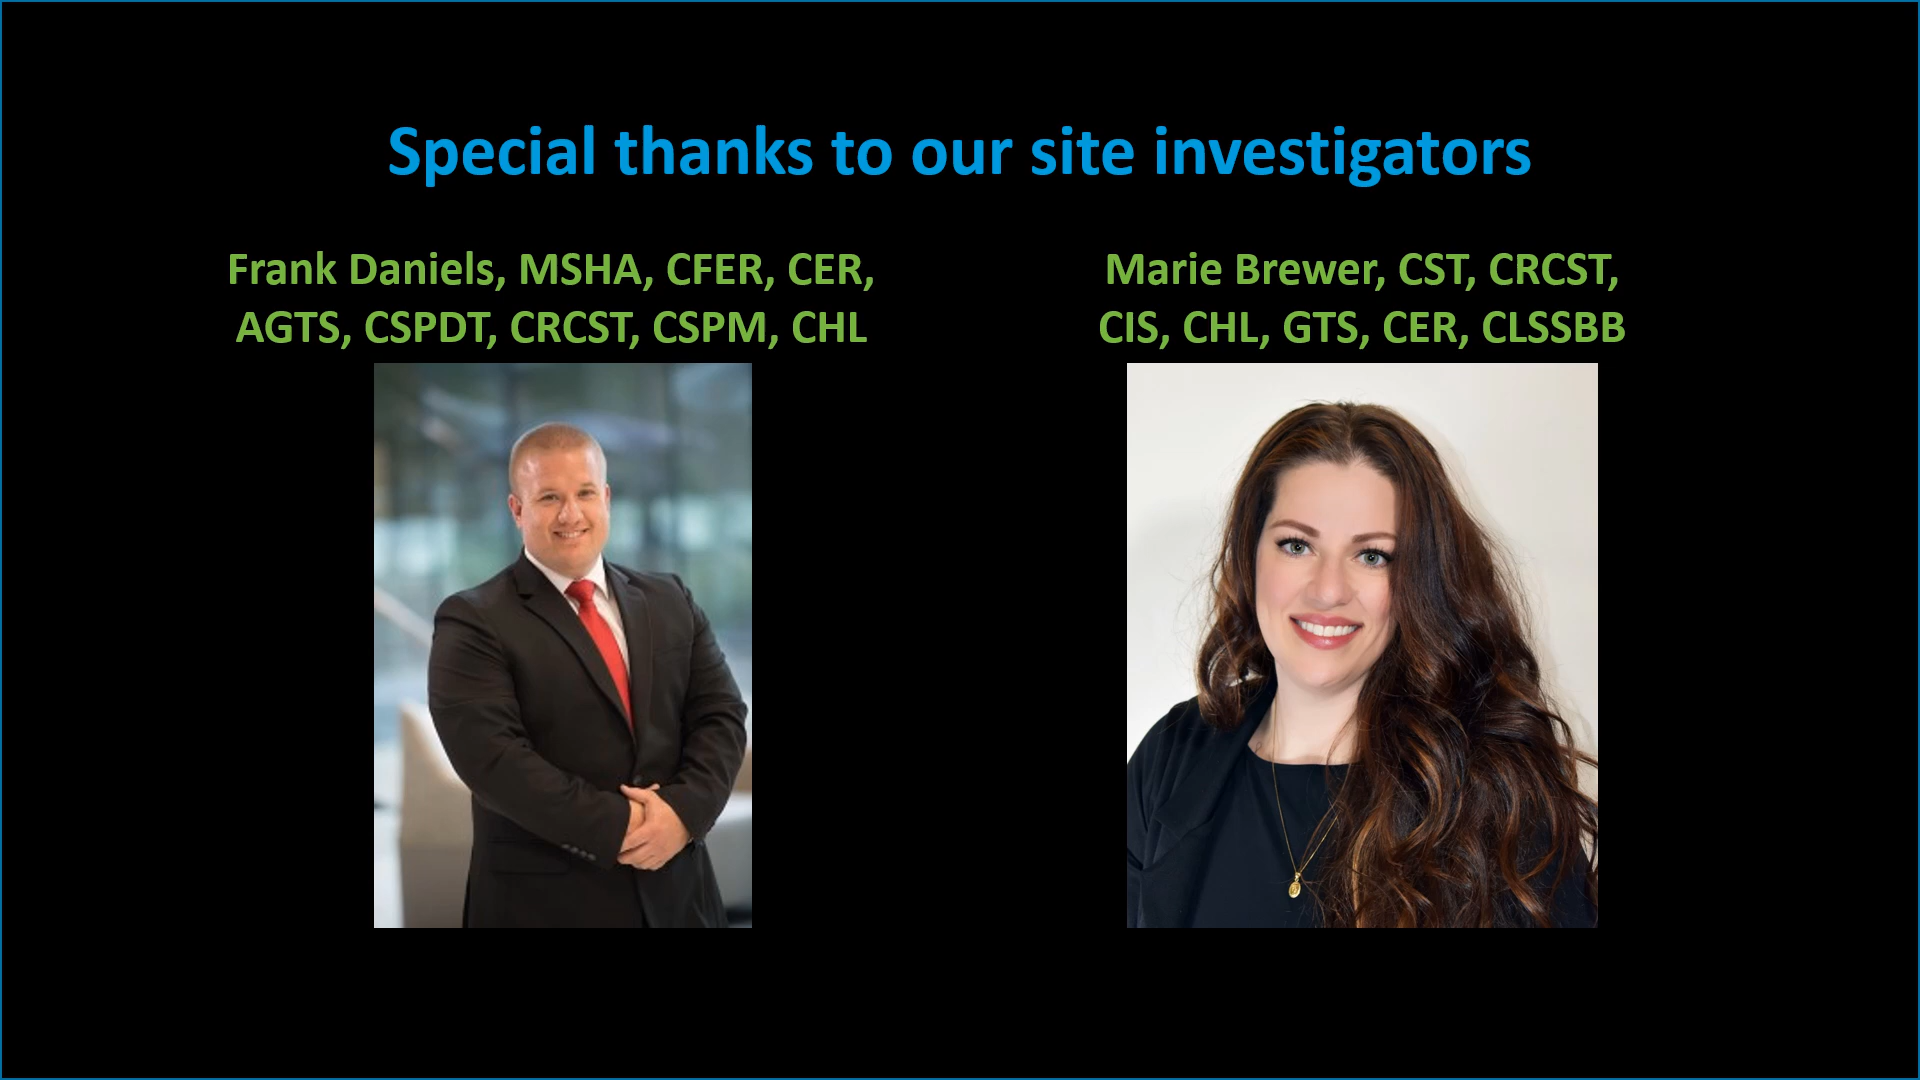 Special thanks to our site investigators
Frank Daniels, MSHA, CFER, CER,
AGTS, CSPDT, CRCST, CSPM, CHL
Marie Brewer, CST, CRCST,
CIS, CHL, GTS, CER, CLSSBB